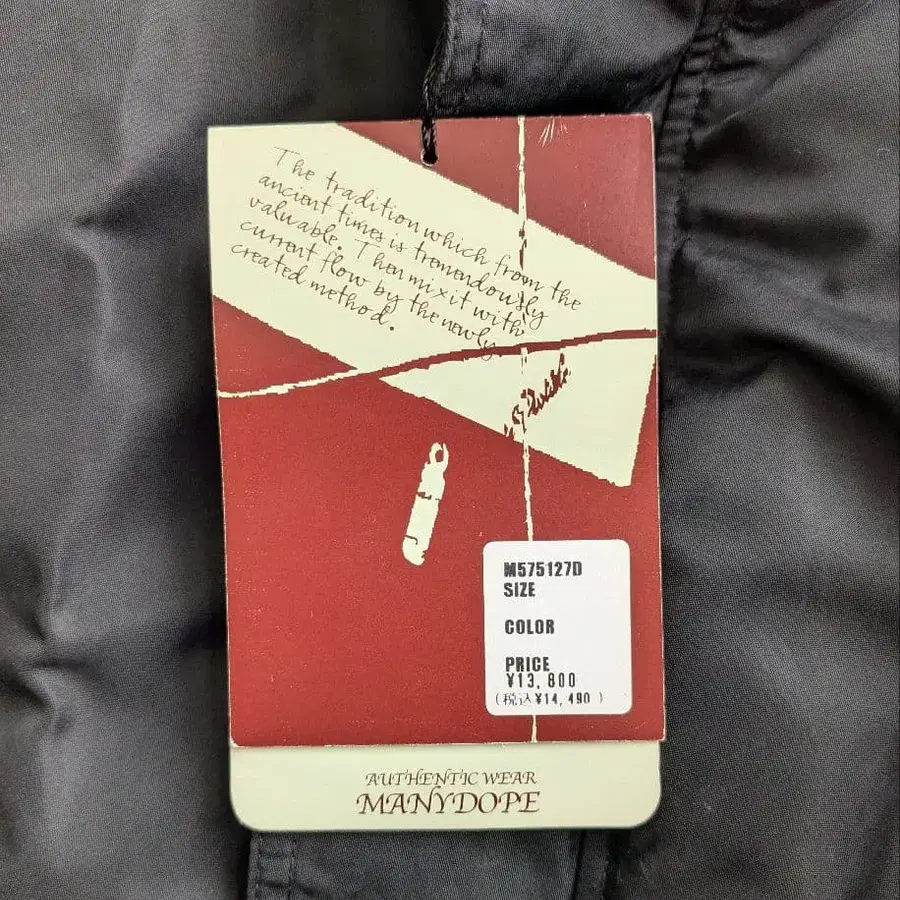 The tradition which from the
ancient times is tremendously
valuable. Then mix it with
current flow by the newly
created method.
M575127D
SIZE
COLOR
PRICE
¥13,800
(税込¥14,490)
AUTHENTIC WEAR
MANYDOPE